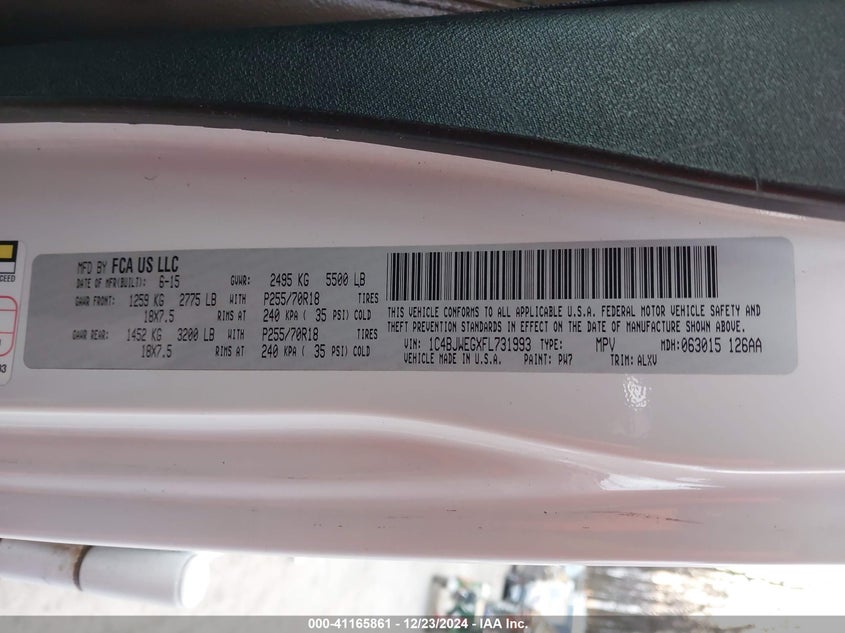 MFD BY FCA US LLC
DATE OF MFR(BUILT): 6-15 GVWR: 2495 KG 5500 LB
GAWR FRONT: 1259 KG 2775 LB WITH P255/70R18 TIRES
18X7.5 RIMS AT 240 KPA ( 35 PSI) COLD
GAWR REAR: 1452 KG 3200 LB WITH P255/70R18 TIRES
18X7.5 RIMS AT 240 KPA ( 35 PSI) COLD
THIS VEHICLE CONFORMS TO ALL APPLICABLE U.S.A. FEDERAL MOTOR VEHICLE SAFETY AND
THEFT PREVENTION STANDARDS IN EFFECT ON THE DATE OF MANUFACTURE SHOWN ABOVE.
VIN: 1C4BJWEGXFL731993 TYPE: MPV MDH: 063015 126AA
VEHICLE MADE IN U.S.A. PAINT: PW7 TRIM: ALXV
000-41165861 - 12/23/2024 - IAA Inc.